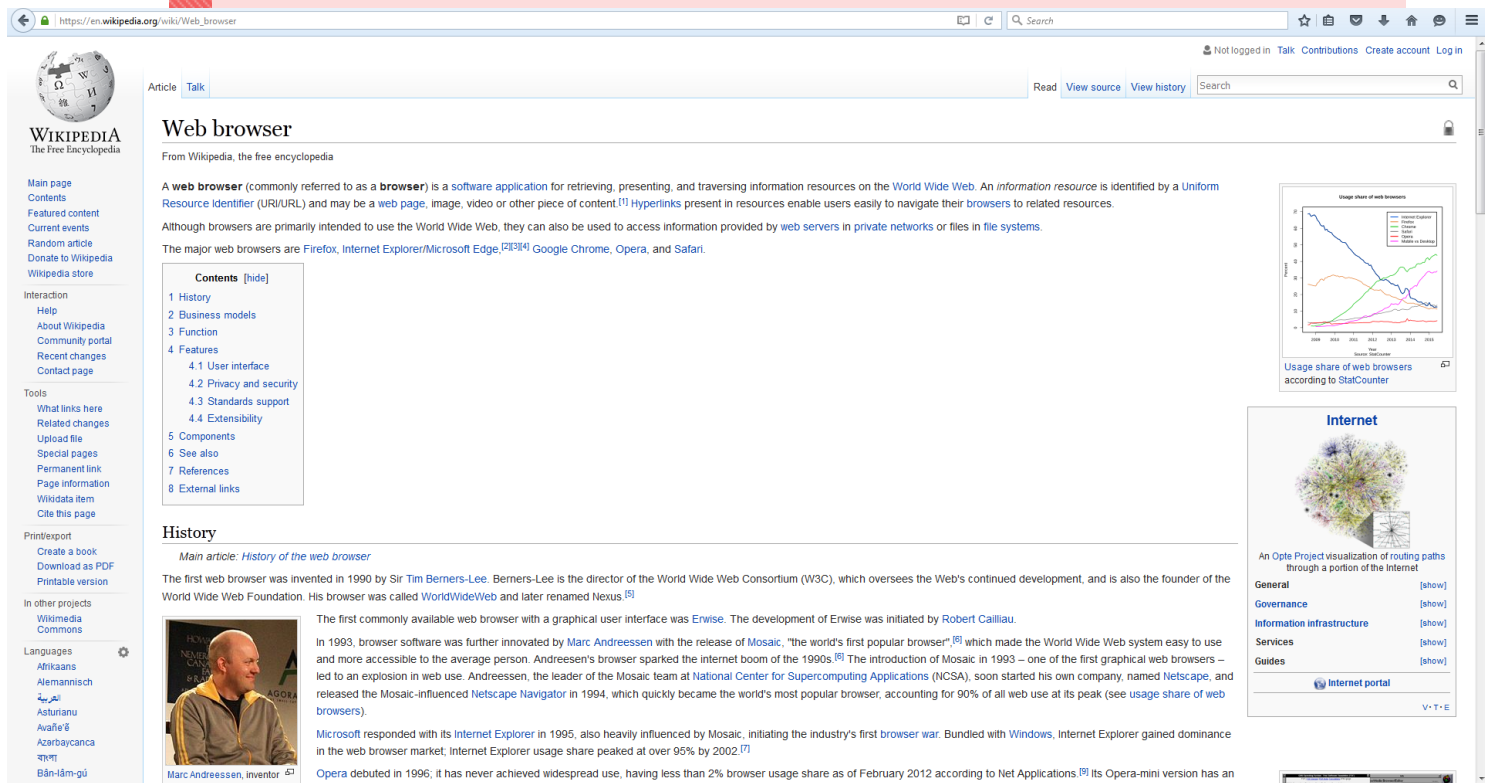 https://en.wikipedia.org/wiki/Web_browser
Search
Not logged in Talk Contributions Create account Log in
WIKIPEDIA
The Free Encyclopedia
Article Talk
Read View source View history
Search
Main page
Contents
Featured content
Current events
Random article
Donate to Wikipedia
Wikipedia store
Interaction
Help
About Wikipedia
Community portal
Recent changes
Contact page
Tools
What links here
Related changes
Upload file
Special pages
Permanent link
Page information
Wikidata item
Cite this page
Print/export
Create a book
Download as PDF
Printable version
In other projects
Wikimedia
Commons
Languages
Afrikaans
Alemannisch
العربية
Asturianu
Avañe'ẽ
Azərbaycanca
বাংলা
Bân-lâm-gú
Web browser
From Wikipedia, the free encyclopedia
A web browser (commonly referred to as a browser) is a software application for retrieving, presenting, and traversing information resources on the World Wide Web. An information resource is identified by a Uniform
Resource Identifier (URI/URL) and may be a web page, image, video or other piece of content.[1] Hyperlinks present in resources enable users easily to navigate their browsers to related resources.
Although browsers are primarily intended to use the World Wide Web, they can also be used to access information provided by web servers in private networks or files in file systems.
The major web browsers are Firefox, Internet Explorer/Microsoft Edge,[2][3][4] Google Chrome, Opera, and Safari.
Contents [hide]
1 History
2 Business models
3 Function
4 Features
4.1 User interface
4.2 Privacy and security
4.3 Standards support
4.4 Extensibility
5 Components
6 See also
7 References
8 External links
Usage share of web browsers
Internet Explorer
Firefox
Chrome
Safari
Opera
Mobile vs Desktop
Percent
70
60
50
40
30
20
10
0
2009 2010 2011 2012 2013 2014 2015
Year
Source: StatCounter
Usage share of web browsers
according to StatCounter
Internet
An Opte Project visualization of routing paths
through a portion of the Internet
General [show]
Governance [show]
Information infrastructure [show]
Services [show]
Guides [show]
Internet portal
V · T · E
History
Main article: History of the web browser
The first web browser was invented in 1990 by Sir Tim Berners-Lee. Berners-Lee is the director of the World Wide Web Consortium (W3C), which oversees the Web's continued development, and is also the founder of the
World Wide Web Foundation. His browser was called WorldWideWeb and later renamed Nexus.[5]
The first commonly available web browser with a graphical user interface was Erwise. The development of Erwise was initiated by Robert Cailliau.
In 1993, browser software was further innovated by Marc Andreessen with the release of Mosaic, "the world's first popular browser",[6] which made the World Wide Web system easy to use
and more accessible to the average person. Andreesen's browser sparked the internet boom of the 1990s.[6] The introduction of Mosaic in 1993 – one of the first graphical web browsers –
led to an explosion in web use. Andreessen, the leader of the Mosaic team at National Center for Supercomputing Applications (NCSA), soon started his own company, named Netscape, and
released the Mosaic-influenced Netscape Navigator in 1994, which quickly became the world's most popular browser, accounting for 90% of all web use at its peak (see usage share of web
browsers).
Microsoft responded with its Internet Explorer in 1995, also heavily influenced by Mosaic, initiating the industry's first browser war. Bundled with Windows, Internet Explorer gained dominance
in the web browser market; Internet Explorer usage share peaked at over 95% by 2002.[7]
Opera debuted in 1996; it has never achieved widespread use, having less than 2% browser usage share as of February 2012 according to Net Applications.[9] Its Opera-mini version has an
Marc Andreessen, inventor